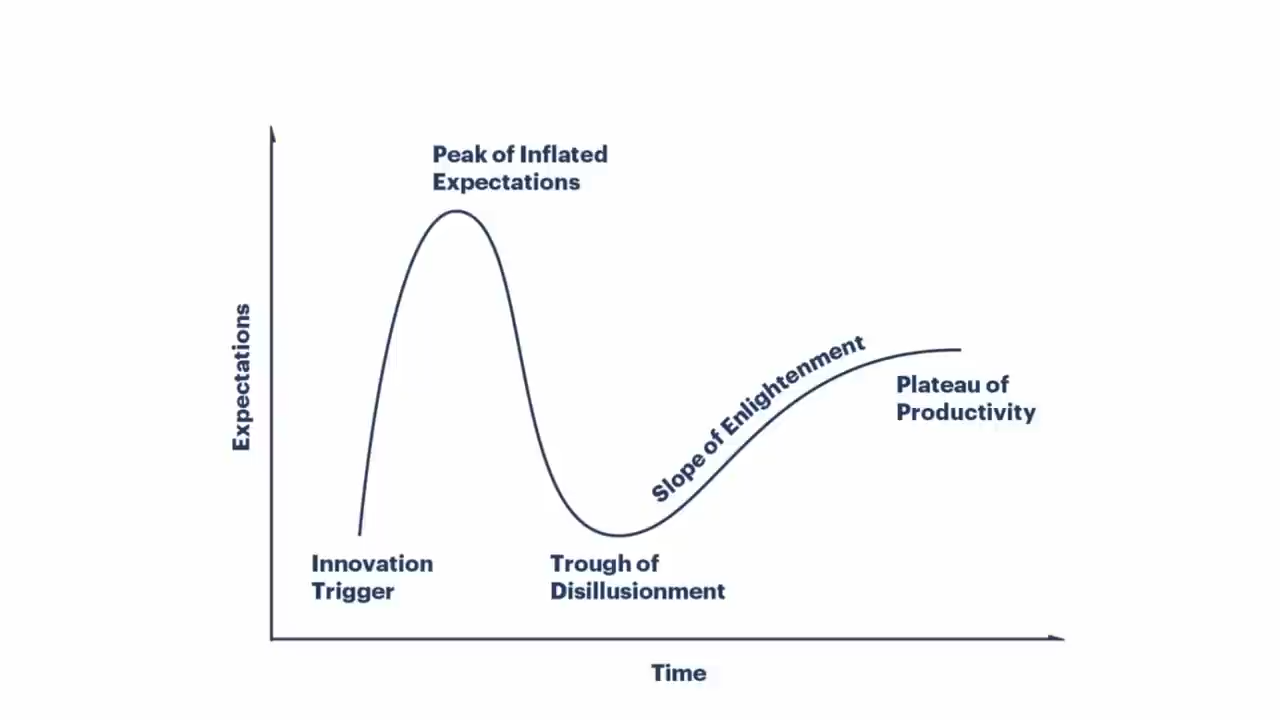 Peak of Inflated
Expectations
Expectations
Slope of Enlightenment
Plateau of
Productivity
Innovation
Trigger
Trough of
Disillusionment
Time